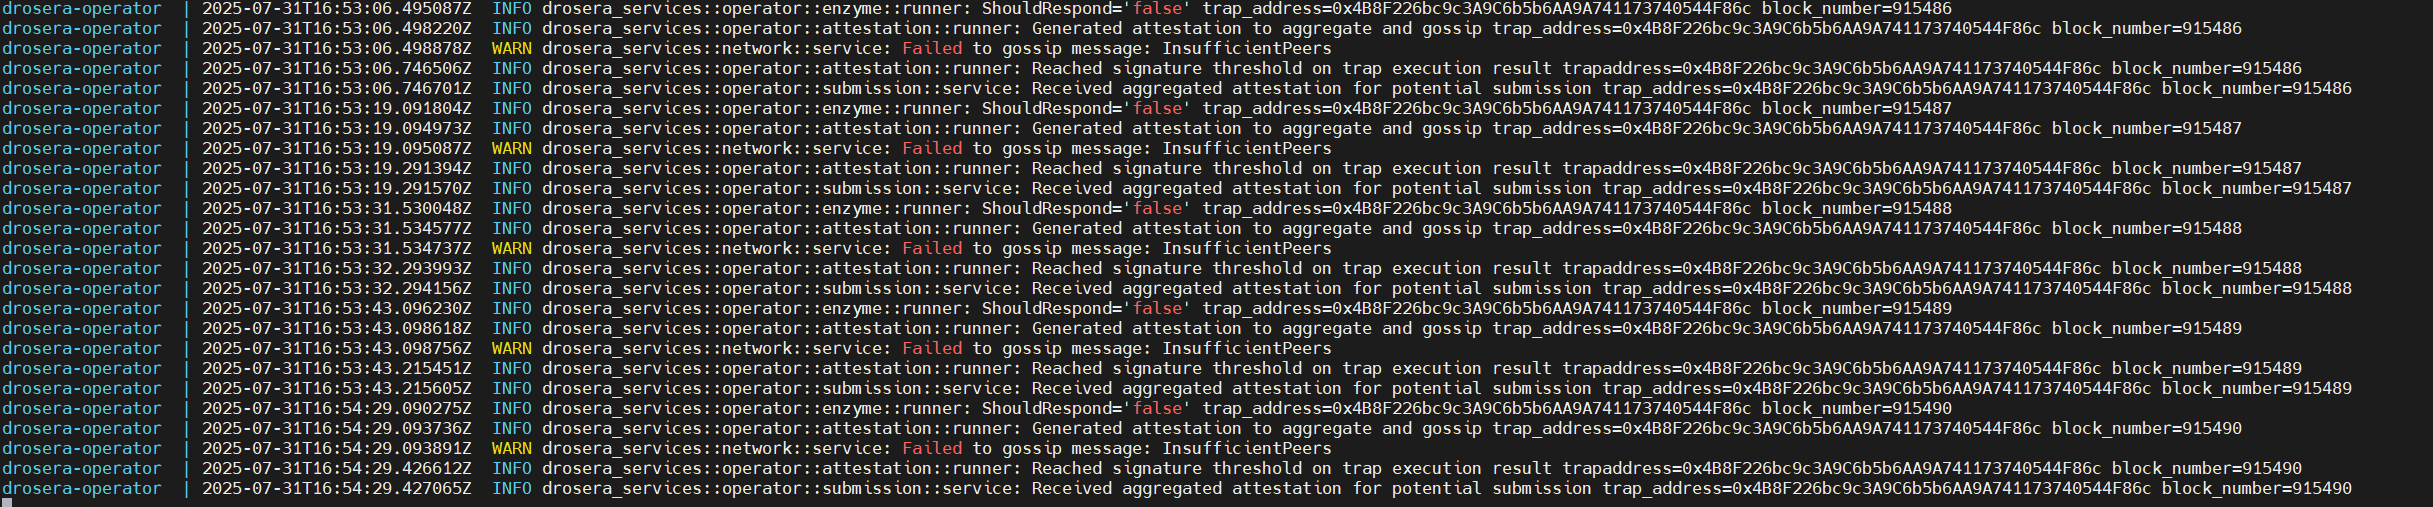 drosera-operator | 2025-07-31T16:53:06.495087Z INFO drosera_services::operator::enzyme::runner: ShouldRespond='false' trap_address=0x4B8F226bc9c3A9C6b5b6AA9A741173740544F86c block_number=915486
drosera-operator | 2025-07-31T16:53:06.498220Z INFO drosera_services::operator::attestation::runner: Generated attestation to aggregate and gossip trap_address=0x4B8F226bc9c3A9C6b5b6AA9A741173740544F86c block_number=915486
drosera-operator | 2025-07-31T16:53:06.498878Z WARN drosera_services::network::service: Failed to gossip message: InsufficientPeers
drosera-operator | 2025-07-31T16:53:06.746506Z INFO drosera_services::operator::attestation::runner: Reached signature threshold on trap execution result trapaddress=0x4B8F226bc9c3A9C6b5b6AA9A741173740544F86c block_number=915486
drosera-operator | 2025-07-31T16:53:06.746701Z INFO drosera_services::operator::submission::service: Received aggregated attestation for potential submission trap_address=0x4B8F226bc9c3A9C6b5b6AA9A741173740544F86c block_number=915486
drosera-operator | 2025-07-31T16:53:19.091804Z INFO drosera_services::operator::enzyme::runner: ShouldRespond='false' trap_address=0x4B8F226bc9c3A9C6b5b6AA9A741173740544F86c block_number=915487
drosera-operator | 2025-07-31T16:53:19.094973Z INFO drosera_services::operator::attestation::runner: Generated attestation to aggregate and gossip trap_address=0x4B8F226bc9c3A9C6b5b6AA9A741173740544F86c block_number=915487
drosera-operator | 2025-07-31T16:53:19.095087Z WARN drosera_services::network::service: Failed to gossip message: InsufficientPeers
drosera-operator | 2025-07-31T16:53:19.291394Z INFO drosera_services::operator::attestation::runner: Reached signature threshold on trap execution result trapaddress=0x4B8F226bc9c3A9C6b5b6AA9A741173740544F86c block_number=915487
drosera-operator | 2025-07-31T16:53:19.291570Z INFO drosera_services::operator::submission::service: Received aggregated attestation for potential submission trap_address=0x4B8F226bc9c3A9C6b5b6AA9A741173740544F86c block_number=915487
drosera-operator | 2025-07-31T16:53:31.530048Z INFO drosera_services::operator::enzyme::runner: ShouldRespond='false' trap_address=0x4B8F226bc9c3A9C6b5b6AA9A741173740544F86c block_number=915488
drosera-operator | 2025-07-31T16:53:31.534577Z INFO drosera_services::operator::attestation::runner: Generated attestation to aggregate and gossip trap_address=0x4B8F226bc9c3A9C6b5b6AA9A741173740544F86c block_number=915488
drosera-operator | 2025-07-31T16:53:31.534737Z WARN drosera_services::network::service: Failed to gossip message: InsufficientPeers
drosera-operator | 2025-07-31T16:53:32.293993Z INFO drosera_services::operator::attestation::runner: Reached signature threshold on trap execution result trapaddress=0x4B8F226bc9c3A9C6b5b6AA9A741173740544F86c block_number=915488
drosera-operator | 2025-07-31T16:53:32.294156Z INFO drosera_services::operator::submission::service: Received aggregated attestation for potential submission trap_address=0x4B8F226bc9c3A9C6b5b6AA9A741173740544F86c block_number=915488
drosera-operator | 2025-07-31T16:53:43.096230Z INFO drosera_services::operator::enzyme::runner: ShouldRespond='false' trap_address=0x4B8F226bc9c3A9C6b5b6AA9A741173740544F86c block_number=915489
drosera-operator | 2025-07-31T16:53:43.098618Z INFO drosera_services::operator::attestation::runner: Generated attestation to aggregate and gossip trap_address=0x4B8F226bc9c3A9C6b5b6AA9A741173740544F86c block_number=915489
drosera-operator | 2025-07-31T16:53:43.098756Z WARN drosera_services::network::service: Failed to gossip message: InsufficientPeers
drosera-operator | 2025-07-31T16:53:43.215451Z INFO drosera_services::operator::attestation::runner: Reached signature threshold on trap execution result trapaddress=0x4B8F226bc9c3A9C6b5b6AA9A741173740544F86c block_number=915489
drosera-operator | 2025-07-31T16:53:43.215605Z INFO drosera_services::operator::submission::service: Received aggregated attestation for potential submission trap_address=0x4B8F226bc9c3A9C6b5b6AA9A741173740544F86c block_number=915489
drosera-operator | 2025-07-31T16:54:29.090275Z INFO drosera_services::operator::enzyme::runner: ShouldRespond='false' trap_address=0x4B8F226bc9c3A9C6b5b6AA9A741173740544F86c block_number=915490
drosera-operator | 2025-07-31T16:54:29.093736Z INFO drosera_services::operator::attestation::runner: Generated attestation to aggregate and gossip trap_address=0x4B8F226bc9c3A9C6b5b6AA9A741173740544F86c block_number=915490
drosera-operator | 2025-07-31T16:54:29.093891Z WARN drosera_services::network::service: Failed to gossip message: InsufficientPeers
drosera-operator | 2025-07-31T16:54:29.426612Z INFO drosera_services::operator::attestation::runner: Reached signature threshold on trap execution result trapaddress=0x4B8F226bc9c3A9C6b5b6AA9A741173740544F86c block_number=915490
drosera-operator | 2025-07-31T16:54:29.427065Z INFO drosera_services::operator::submission::service: Received aggregated attestation for potential submission trap_address=0x4B8F226bc9c3A9C6b5b6AA9A741173740544F86c block_number=915490